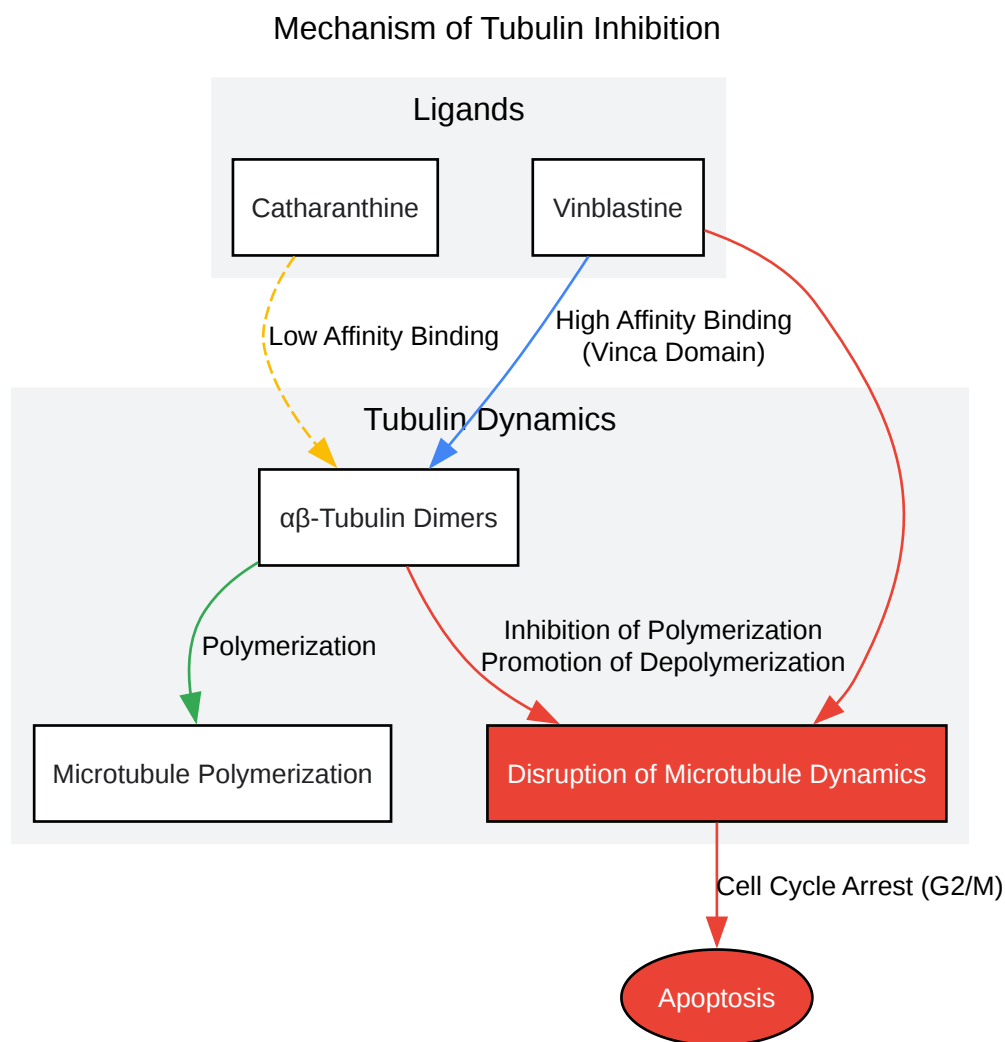 Mechanism of Tubulin Inhibition
Ligands
Catharanthine
Vinblastine
Low Affinity Binding
High Affinity Binding
(Vinca Domain)
Tubulin Dynamics
αβ-Tubulin Dimers
Polymerization
Inhibition of Polymerization
Promotion of Depolymerization
Microtubule Polymerization
Disruption of Microtubule Dynamics
Cell Cycle Arrest (G2/M)
Apoptosis